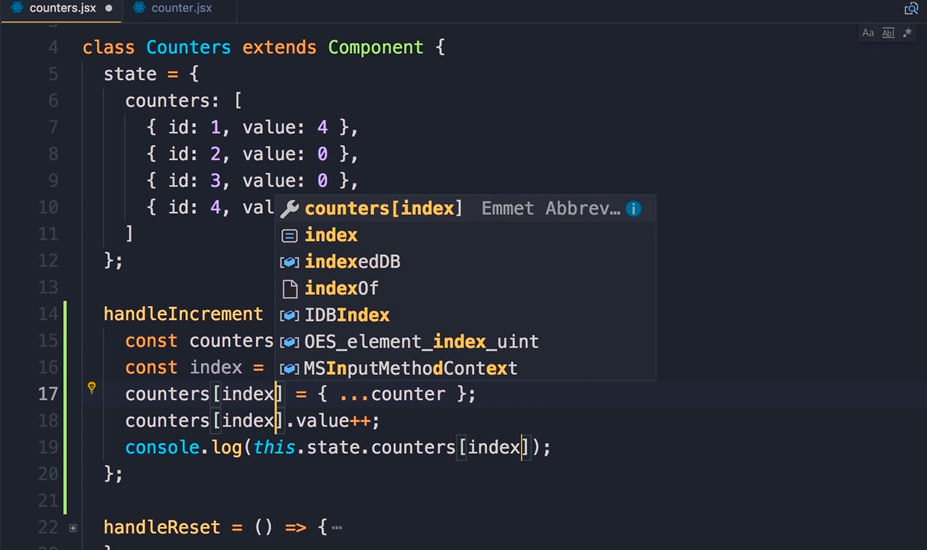 counters.jsx ● counter.jsx
Aa Ab| .*
4 class Counters extends Component {
5 state = {
6 counters: [
7 { id: 1, value: 4 },
8 { id: 2, value: 0 },
9 { id: 3, value: 0 },
10 { id: 4, val
counters[index] Emmet Abbrev…
11 ]
index
12 };
indexedDB
13
indexOf
14 handleIncrement
IDBIndex
15 const counters
OES_element_index_uint
16 const index =
MSInputMethodContext
17 counters[index] = { ...counter };
18 counters[index].value++;
19 console.log(this.state.counters[index]);
20 };
21
22 handleReset = () => {⋯
}